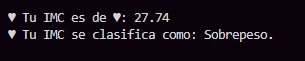 ♥ Tu IMC es de ♥: 27.74
♥ Tu IMC se clasifica como: Sobrepeso.